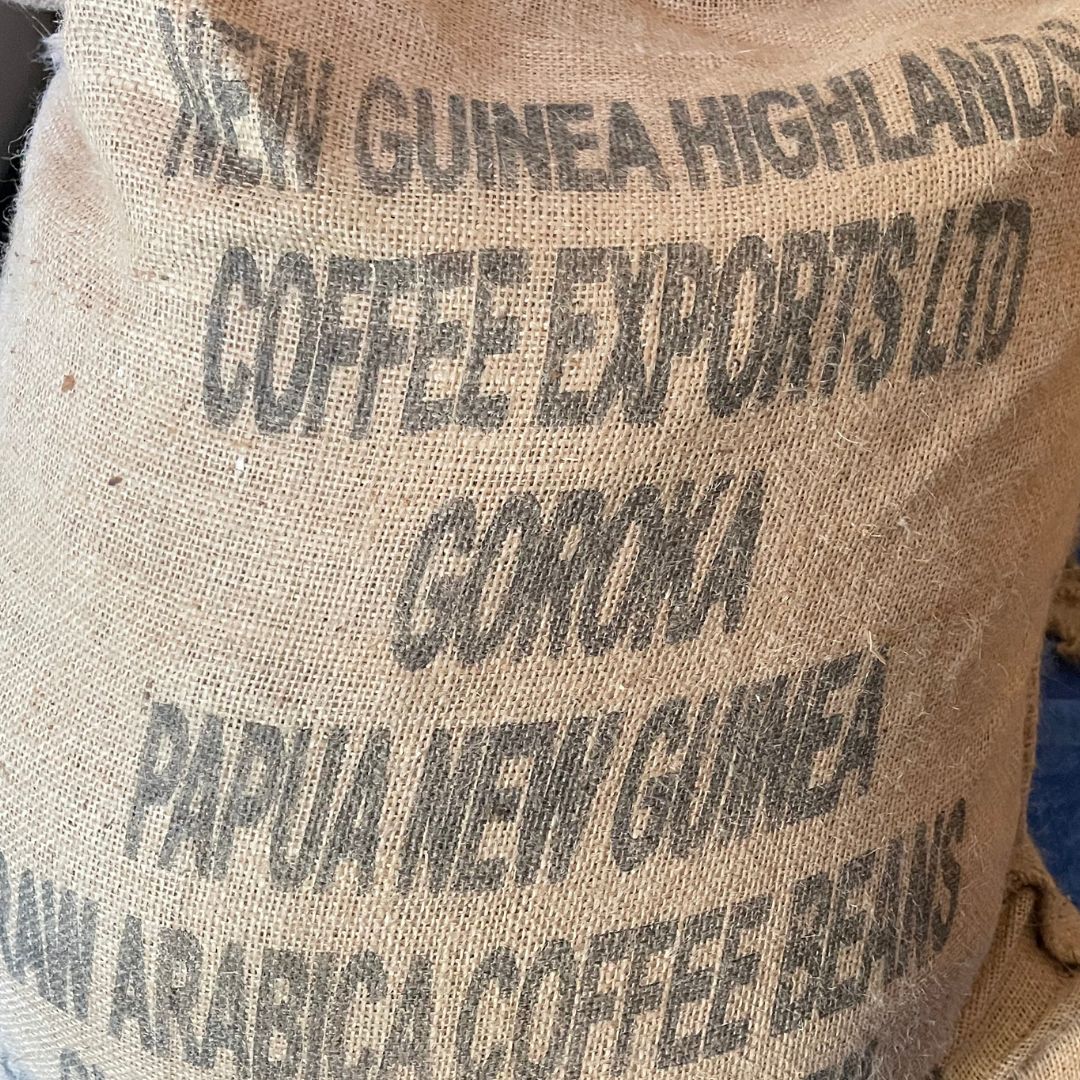 NEW GUINEA HIGHLANDS
COFFEE EXPORTS LTD
GOROKA
PAPUA NEW GUINEA
RAW ARABICA COFFEE BEANS